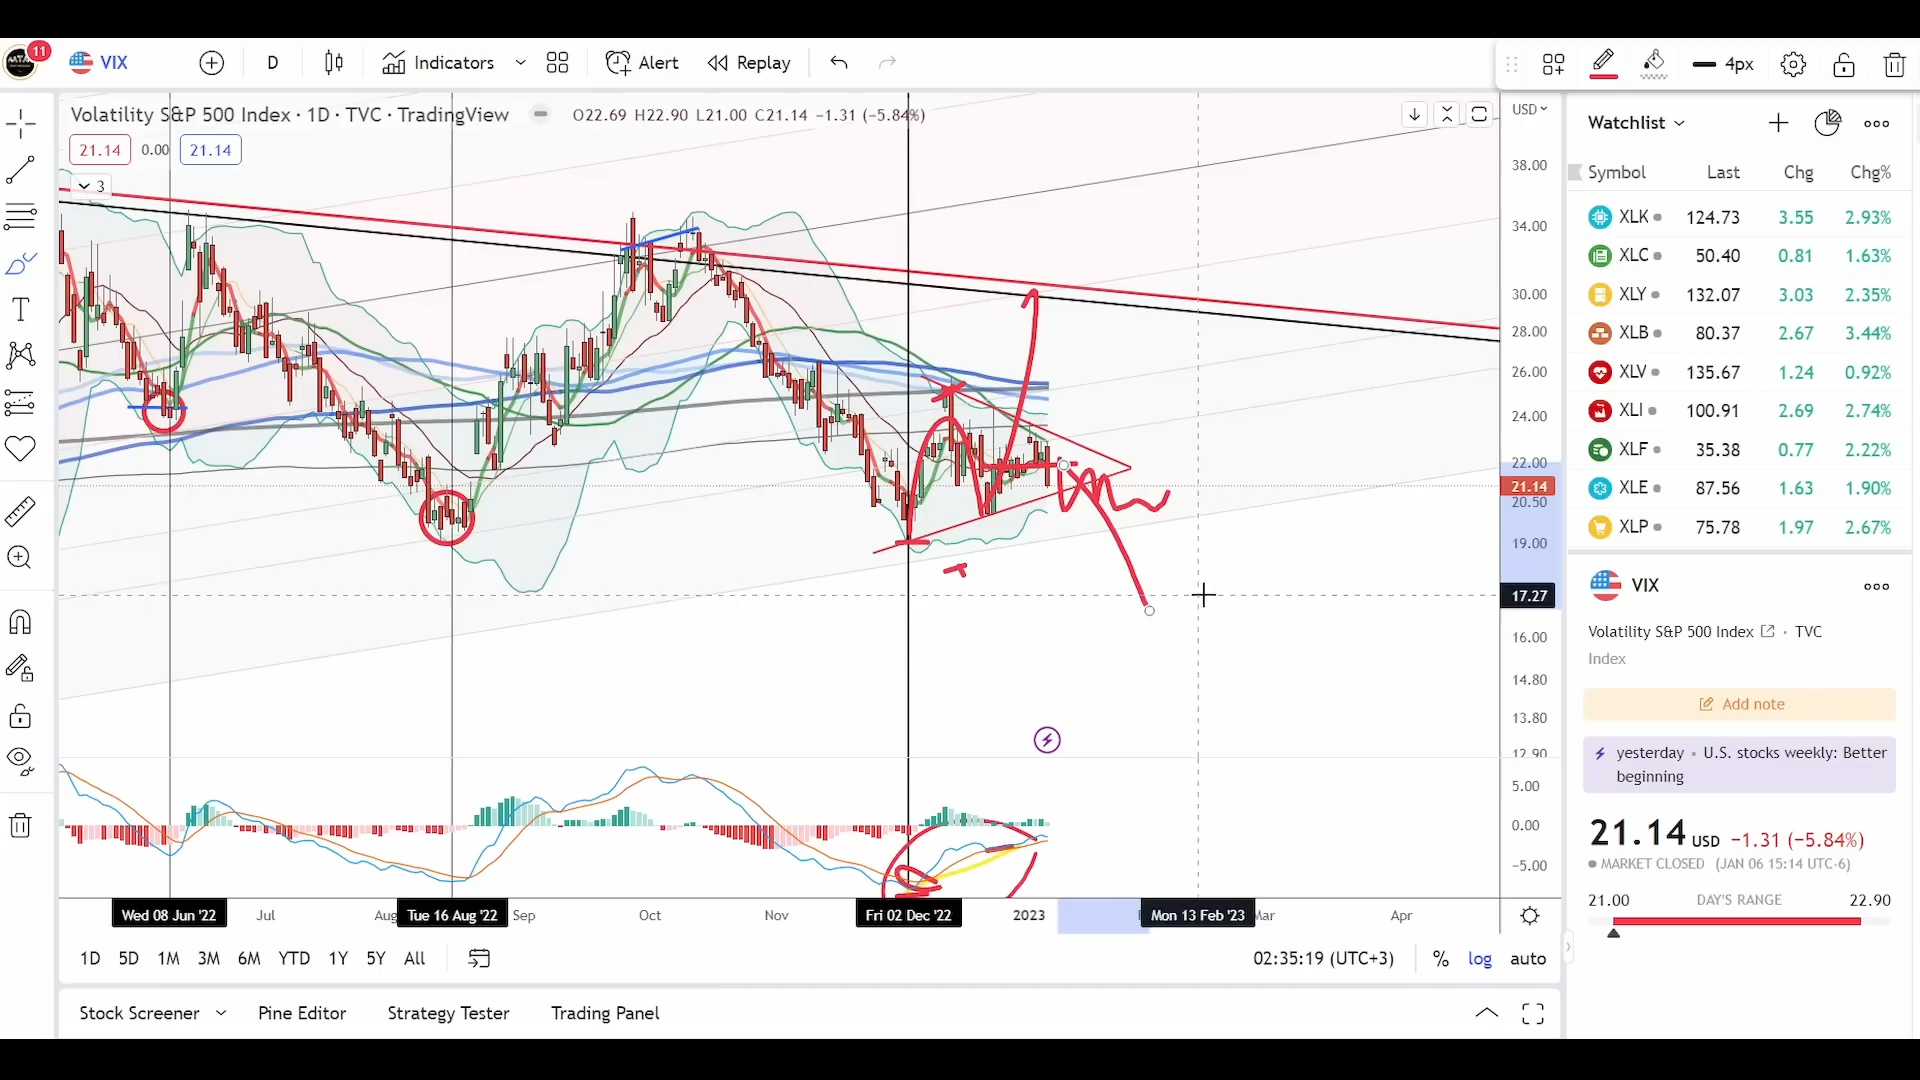 11
VIX
D
Indicators
Alert
Replay
4px
Volatility S&P 500 Index · 1D · TVC · TradingView
O22.69 H22.90 L21.00 C21.14 −1.31 (−5.84%)
21.14 0.00 21.14
3
USD
38.00
34.00
30.00
28.00
26.00
24.00
22.00
21.14
20.50
19.00
17.27
16.00
14.80
13.80
12.90
5.00
0.00
−5.00
Wed 08 Jun '22
Jul
Aug
Tue 16 Aug '22
Sep
Oct
Nov
Fri 02 Dec '22
2023
Mon 13 Feb '23
Mar
Apr
1D 5D 1M 3M 6M YTD 1Y 5Y All
02:35:19 (UTC+3)
% log auto
Stock Screener
Pine Editor
Strategy Tester
Trading Panel
Watchlist
Symbol Last Chg Chg%
XLK 124.73 3.55 2.93%
XLC 50.40 0.81 1.63%
XLY 132.07 3.03 2.35%
XLB 80.37 2.67 3.44%
XLV 135.67 1.24 0.92%
XLI 100.91 2.69 2.74%
XLF 35.38 0.77 2.22%
XLE 87.56 1.63 1.90%
XLP 75.78 1.97 2.67%
VIX
Volatility S&P 500 Index · TVC
Index
Add note
yesterday · U.S. stocks weekly: Better
beginning
21.14 USD −1.31 (−5.84%)
MARKET CLOSED (JAN 06 15:14 UTC-6)
21.00 DAY'S RANGE 22.90